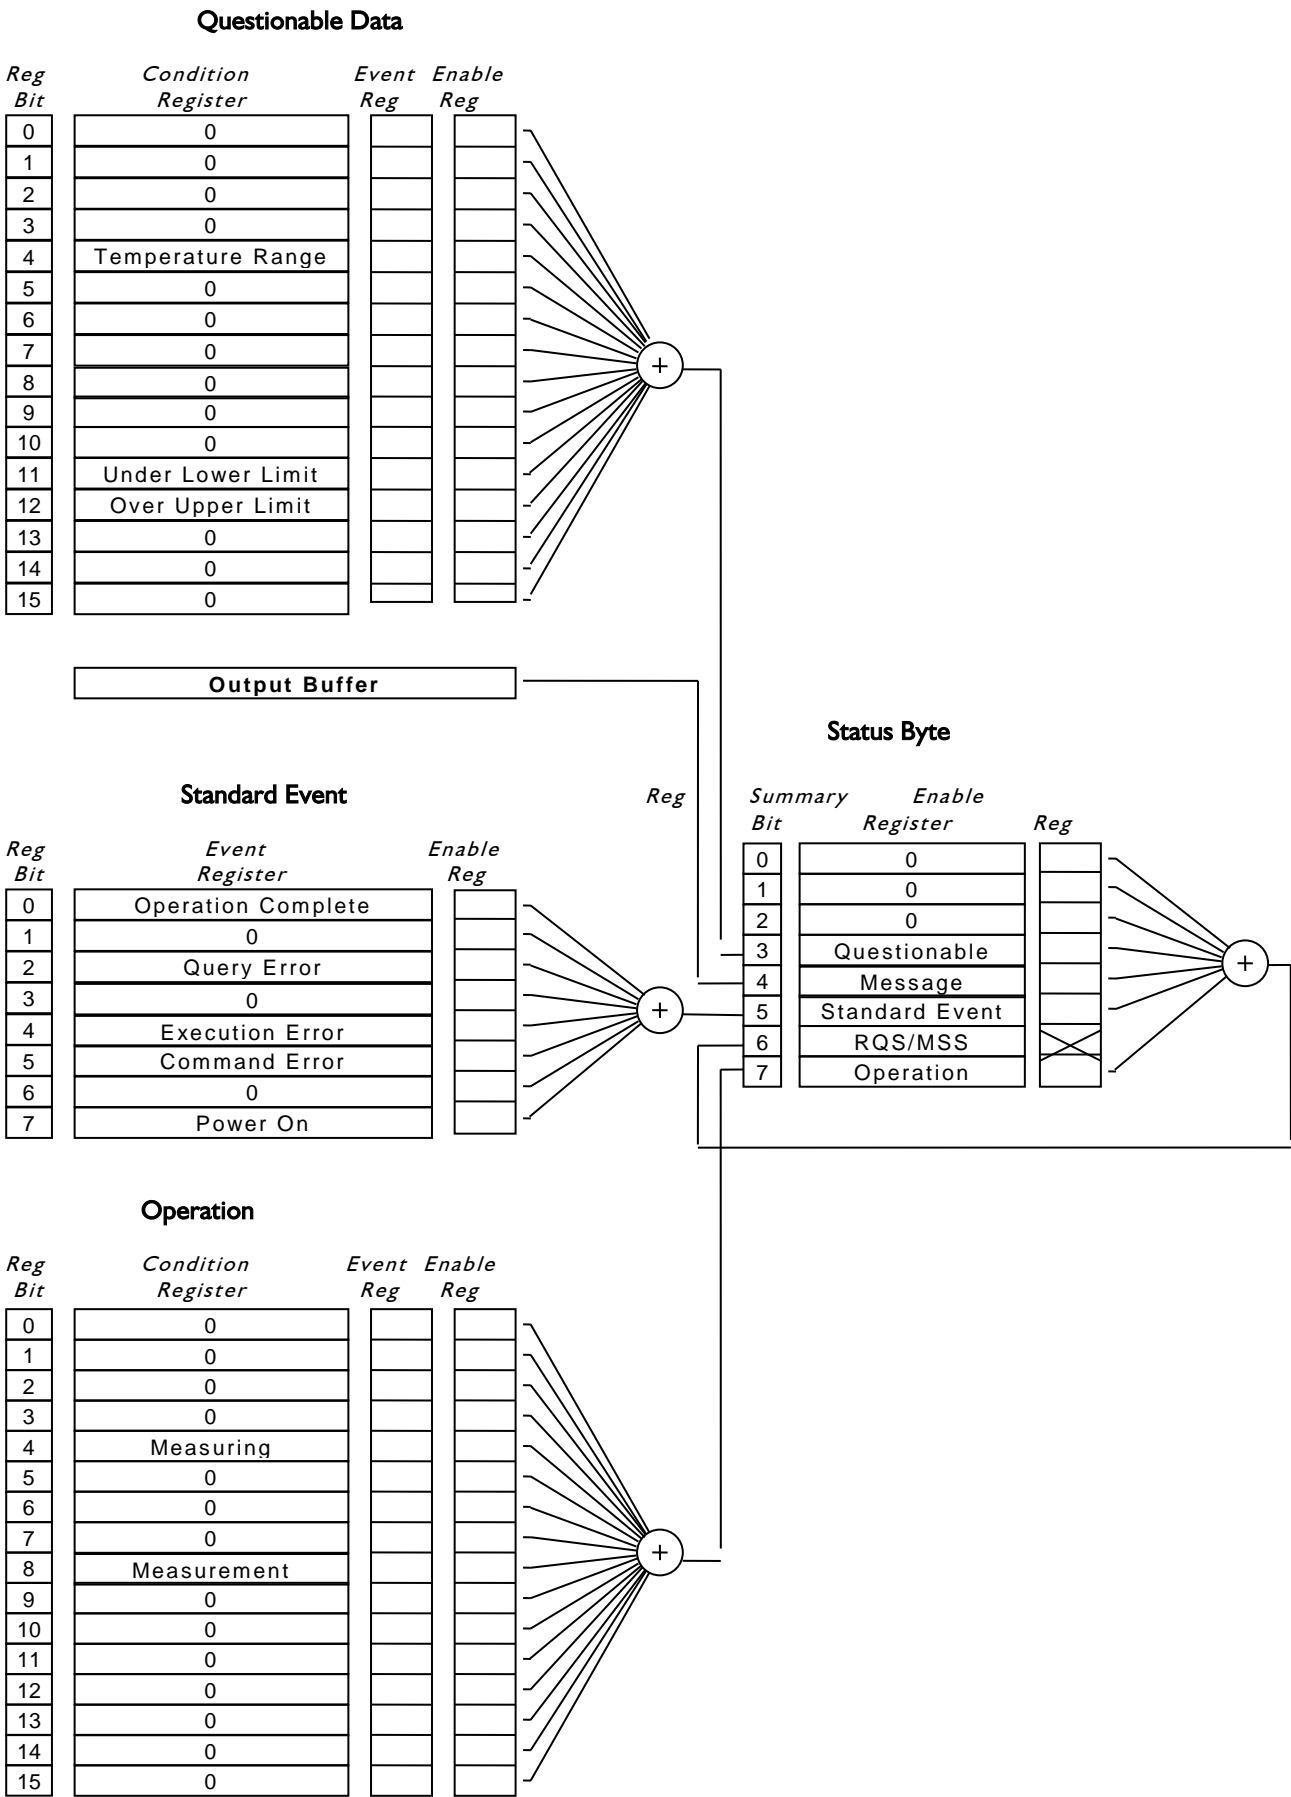 Questionable Data
Reg Condition Event Enable
Bit Register Reg Reg
0 0
1 0
2 0
3 0
4 Temperature Range
5 0
6 0
7 0
8 0
9 0
10 0
11 Under Lower Limit
12 Over Upper Limit
13 0
14 0
15 0
+
Output Buffer
Status Byte
Reg Summary Enable
Bit Register Reg
0 0
1 0
2 0
3 Questionable
4 Message
5 Standard Event
6 RQS/MSS
7 Operation
+
Standard Event
Reg Event Enable
Bit Register Reg
0 Operation Complete
1 0
2 Query Error
3 0
4 Execution Error
5 Command Error
6 0
7 Power On
+
Operation
Reg Condition Event Enable
Bit Register Reg Reg
0 0
1 0
2 0
3 0
4 Measuring
5 0
6 0
7 0
8 Measurement
9 0
10 0
11 0
12 0
13 0
14 0
15 0
+